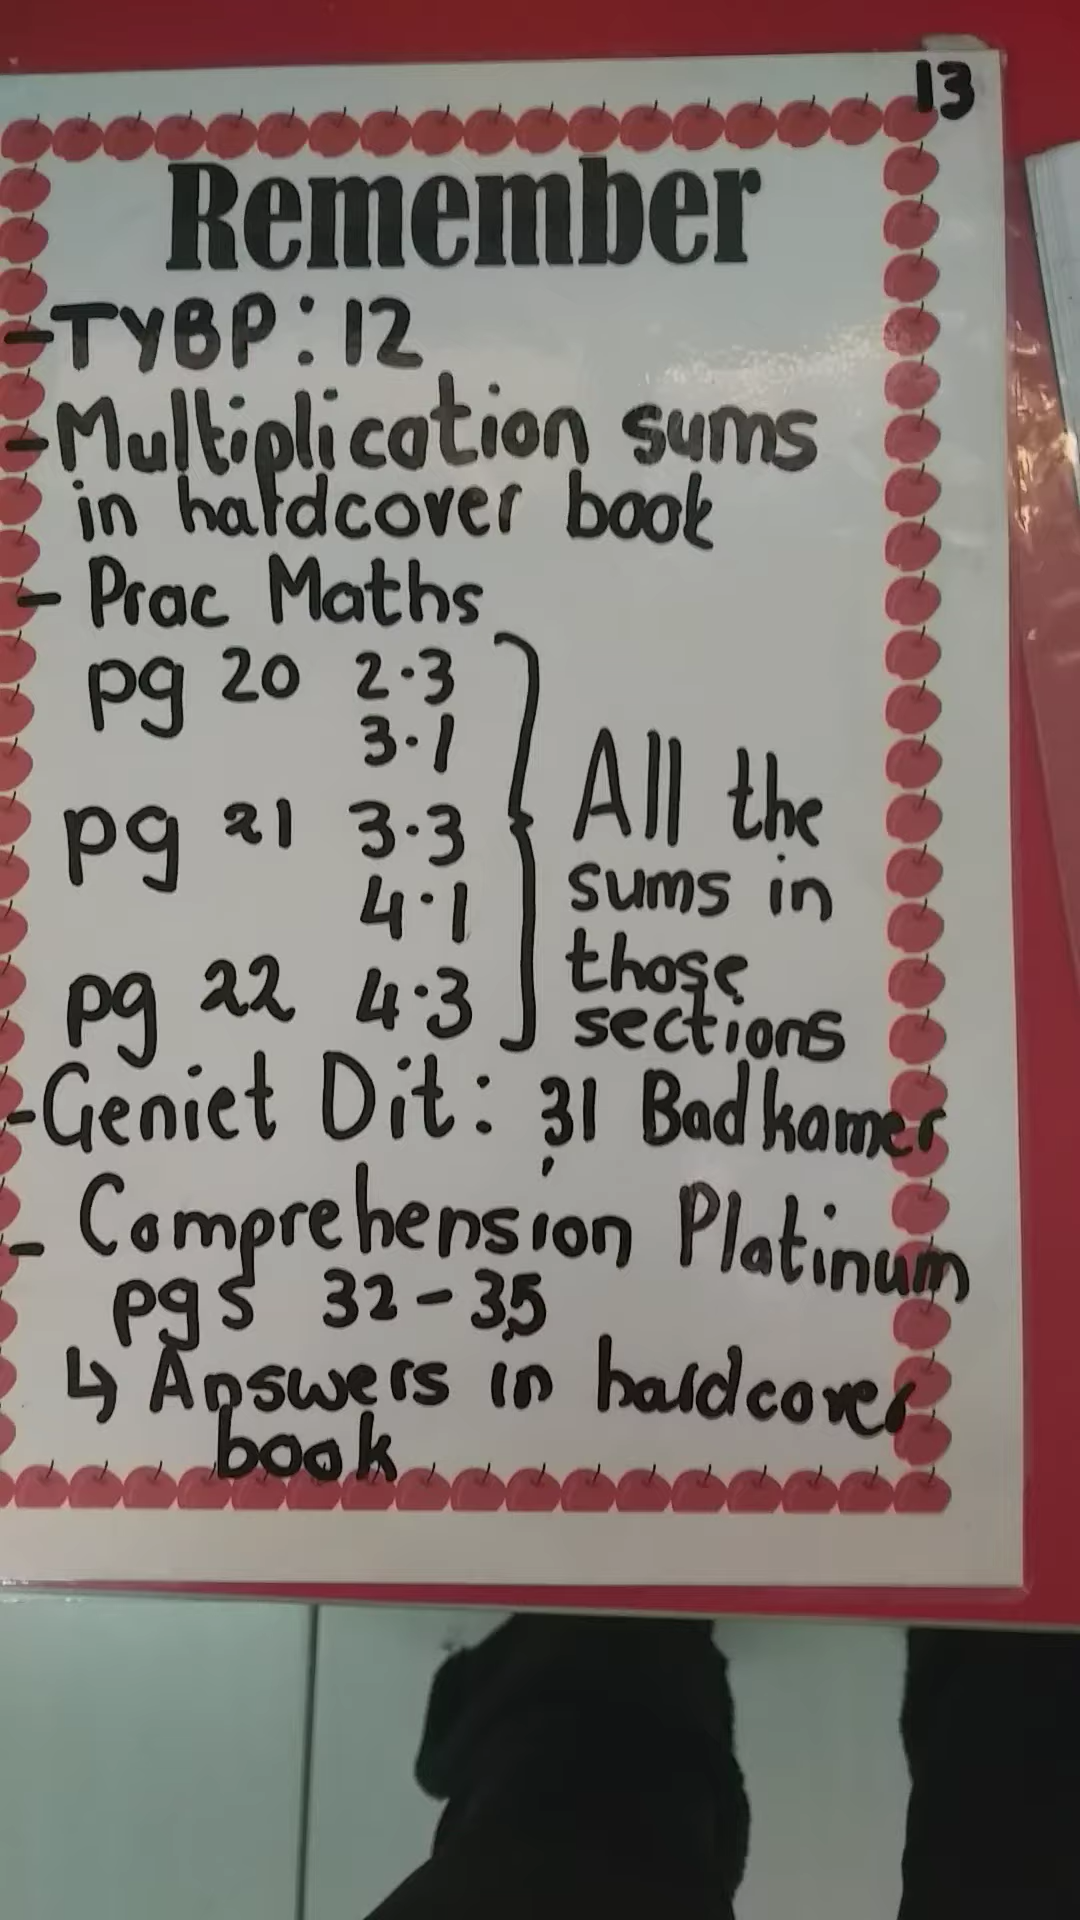 13
Remember
-TYBP: 12
-Multiplication sums
in hardcover book
- Prac Maths
pg 20 2.3
3.1
pg 21 3.3
4.1
pg 22 4.3
All the
sums in
those
sections
-Geniet Dit: 31 Badkamer
- Comprehension Platinum
pgs 32-35
↳ Answers in hardcover
book